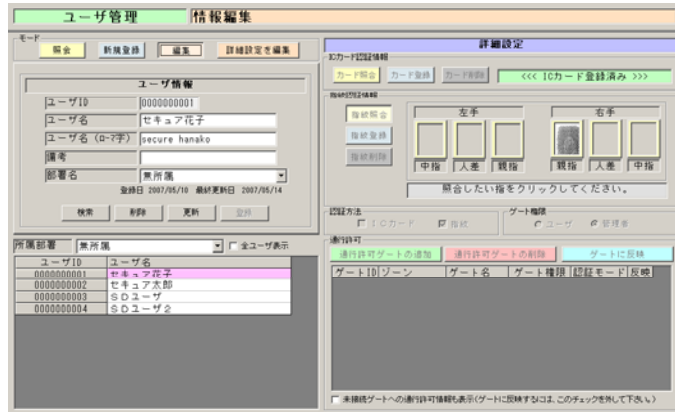 ユーザ管理 情報編集
モード
照会 新規登録 編集 詳細設定を編集
ユーザ情報
ユーザID 0000000001
ユーザ名 セキュア花子
ユーザ名 (ローマ字) secure hanako
備考
部署名 無所属
登録日 2007/05/10 最終更新日 2007/05/14
検索 削除 更新 登録
所属部署 無所属 全ユーザ表示
ユーザID ユーザ名
0000000001 セキュア花子
0000000002 セキュア太郎
0000000003 SDユーザ
0000000004 SDユーザ2
詳細設定
ICカード認証情報
カード照会 カード登録 カード削除 <<< ICカード登録済み >>>
指紋認証情報
指紋照合
指紋登録
指紋削除
左手 右手
中指 人差 親指 親指 人差 中指
照合したい指をクリックしてください。
認証方法 ゲート権限
ICカード 指紋 ユーザ 管理者
通行許可
通行許可ゲートの追加 通行許可ゲートの削除 ゲートに反映
ゲートID ゾーン ゲート名 ゲート権限 認証モード 反映
未接続ゲートへの通行許可情報も表示(ゲートに反映するには、このチェックを外して下さい。)